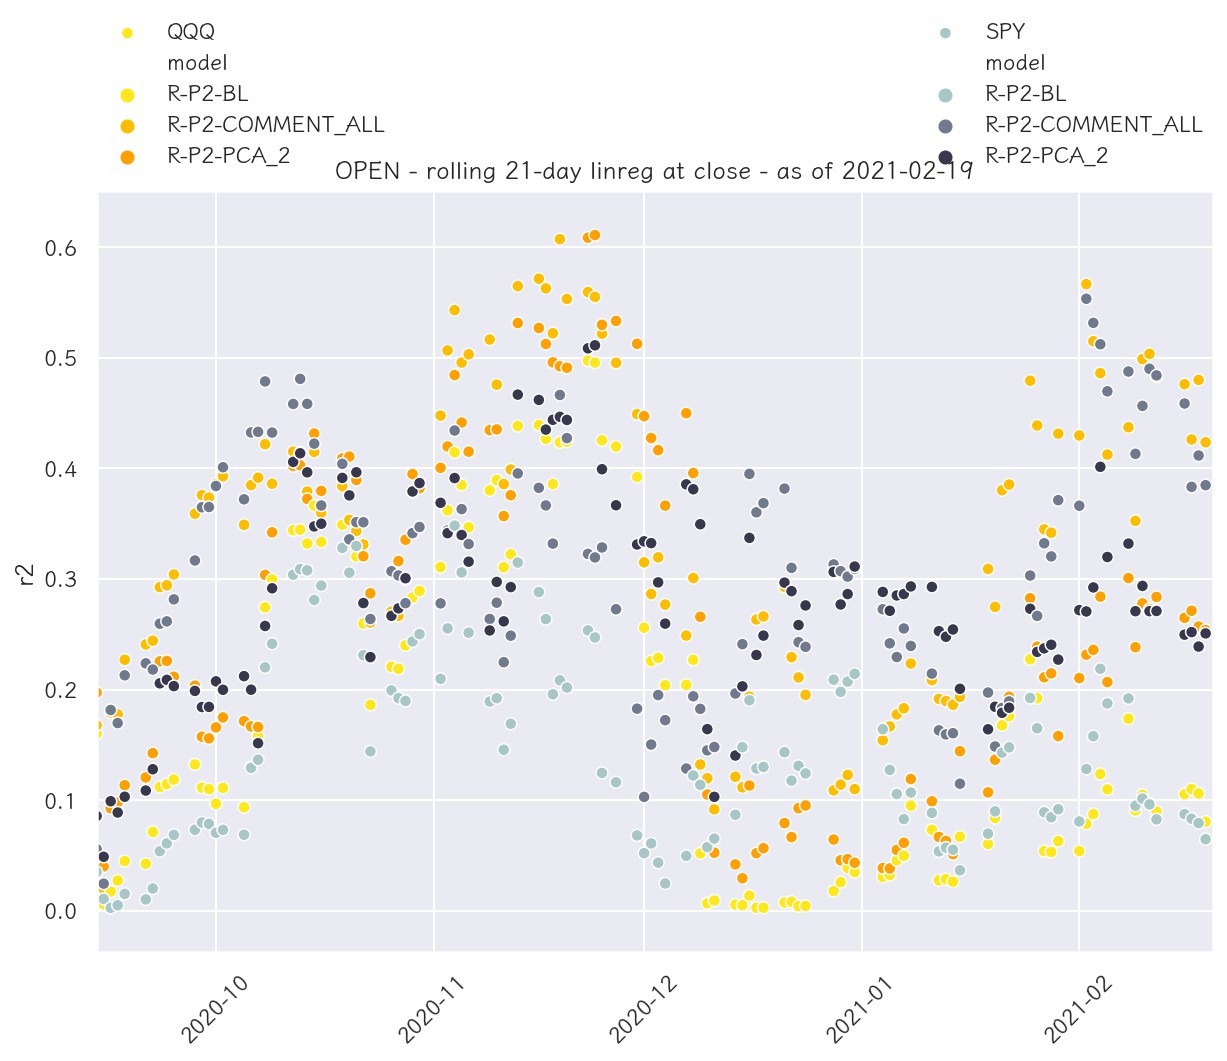 QQQ
model
R-P2-BL
R-P2-COMMENT_ALL
R-P2-PCA_2
SPY
model
R-P2-BL
R-P2-COMMENT_ALL
R-P2-PCA_2
OPEN - rolling 21-day linreg at close - as of 2021-02-19
0.6
0.5
0.4
0.3
0.2
0.1
0.0
r2
2020-10
2020-11
2020-12
2021-01
2021-02